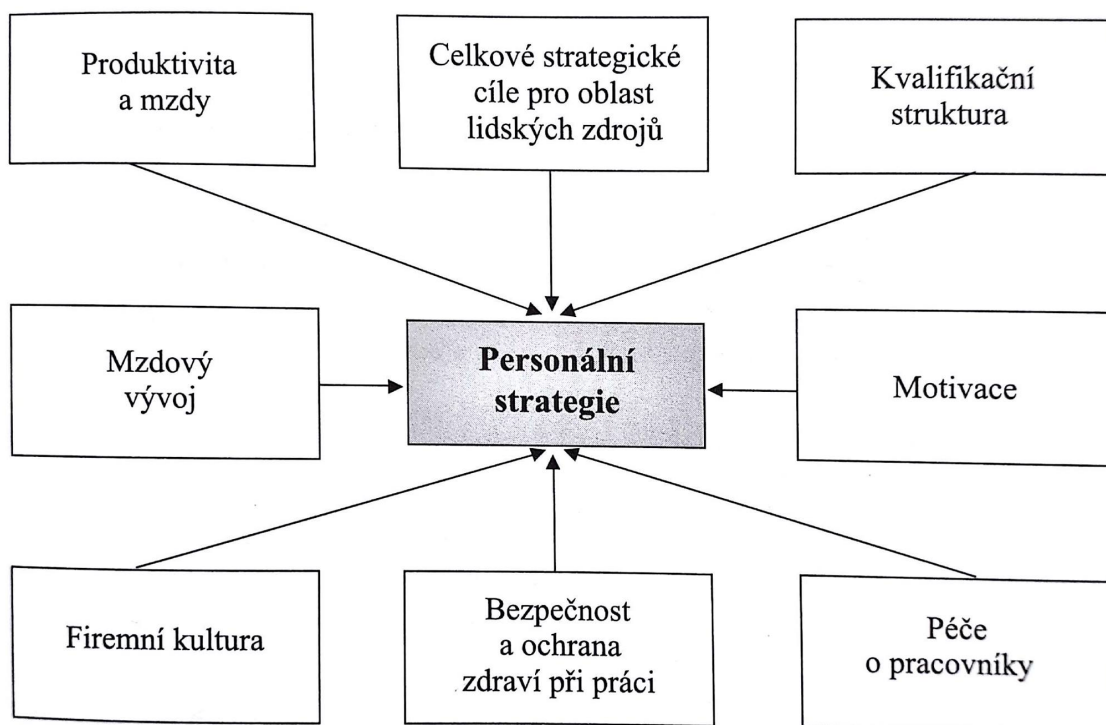 Produktivita
a mzdy
Celkové strategické
cíle pro oblast
lidských zdrojů
Kvalifikační
struktura
Mzdový
vývoj
Personální
strategie
Motivace
Firemní kultura
Bezpečnost
a ochrana
zdraví při práci
Péče
o pracovníky